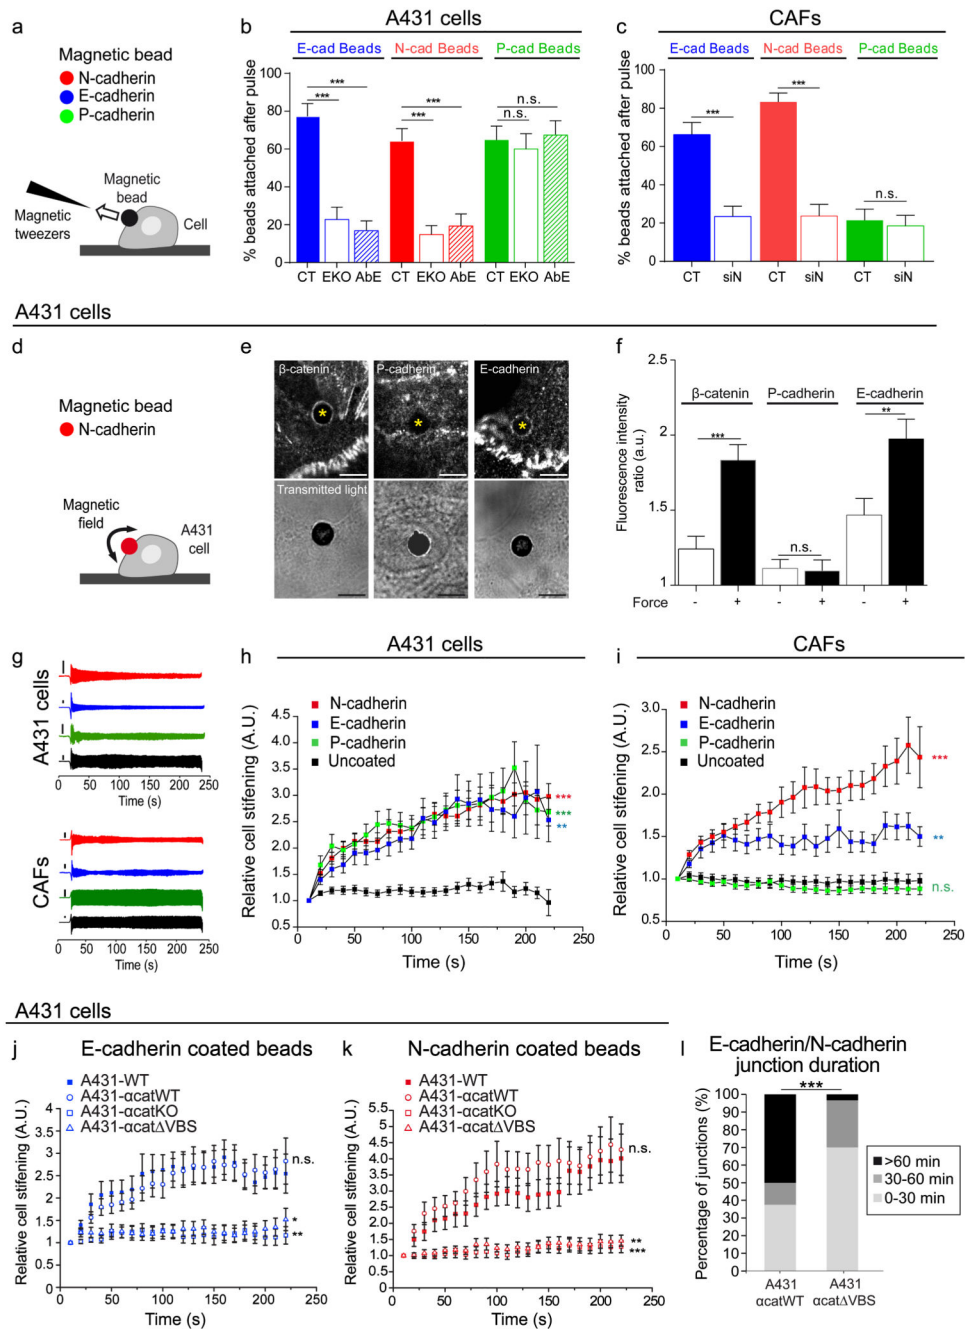 a
Magnetic bead
N-cadherin
E-cadherin
P-cadherin
Magnetic
bead
Magnetic
tweezers
Cell
b
A431 cells
E-cad Beads
N-cad Beads
P-cad Beads
% beads attached after pulse
100
80
60
40
20
0
***
***
***
***
n.s.
n.s.
CT EKO AbE CT EKO AbE CT EKO AbE
c
CAFs
E-cad Beads
N-cad Beads
P-cad Beads
% beads attached after pulse
100
80
60
40
20
0
***
***
n.s.
CT siN CT siN CT siN
A431 cells
d
Magnetic bead
N-cadherin
Magnetic
field
A431
cell
e
β-catenin
P-cadherin
E-cadherin
* * *
Transmitted light
f
Fluorescence intensity
ratio (a.u.)
2.5
2
1.5
1
β-catenin
P-cadherin
E-cadherin
***
n.s.
**
Force - + - + - +
g
A431 cells
0 50 100 150 200 250
Time (s)
CAFs
0 50 100 150 200 250
Time (s)
h
A431 cells
N-cadherin
E-cadherin
P-cadherin
Uncoated
Relative cell stifening (A.U.)
4.5
4.0
3.5
3.0
2.5
2.0
1.5
1.0
0.5
***
***
**
0 50 100 150 200 250
Time (s)
i
CAFs
N-cadherin
E-cadherin
P-cadherin
Uncoated
Relative cell stifening (A.U.)
3.0
2.5
2.0
1.5
1.0
0.5
***
**
n.s.
0 50 100 150 200 250
Time (s)
A431 cells
j
E-cadherin coated beads
A431-WT
A431-αcatWT
A431-αcatKO
A431-αcatΔVBS
Relative cell stifening (A.U.)
4
3.5
3
2.5
2
1.5
1
0.5
0
n.s.
*
**
0 50 100 150 200 250
Time (s)
k
N-cadherin coated beads
A431-WT
A431-αcatWT
A431-αcatKO
A431-αcatΔVBS
Relative cell stifening (A.U.)
5.0
4.5
4.0
3.5
3.0
2.5
2.0
1.5
1.0
0.5
0
n.s.
**
***
0 50 100 150 200 250
Time (s)
l
E-cadherin/N-cadherin
junction duration
***
Percentage of junctions (%)
100
90
80
70
60
50
40
30
20
10
0
>60 min
30-60 min
0-30 min
A431
αcatWT
A431
αcatΔVBS